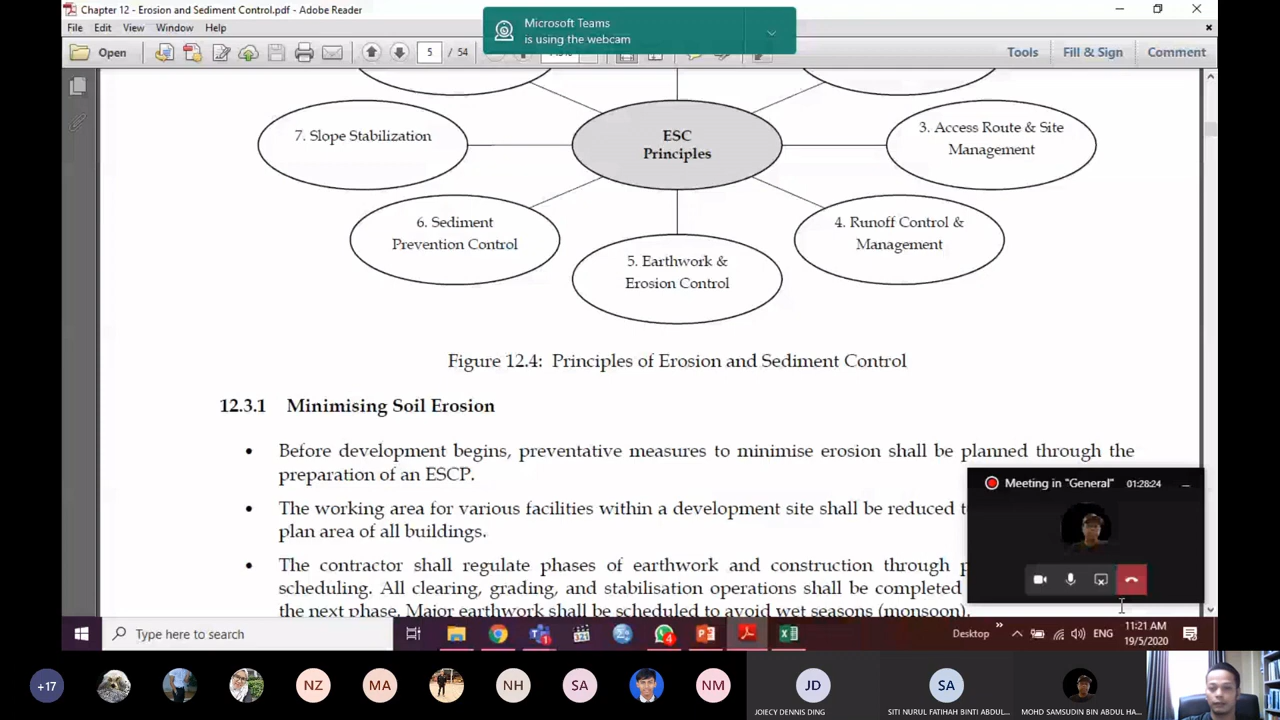 Chapter 12 - Erosion and Sediment Control.pdf - Adobe Reader
Microsoft Teams
is using the webcam
File Edit View Window Help
Open
5 / 54
Tools Fill & Sign Comment
7. Slope Stabilization
ESC
Principles
3. Access Route & Site
Management
6. Sediment
Prevention Control
4. Runoff Control &
Management
5. Earthwork &
Erosion Control
Figure 12.4: Principles of Erosion and Sediment Control
12.3.1 Minimising Soil Erosion
• Before development begins, preventative measures to minimise erosion shall be planned through the
preparation of an ESCP.
• The working area for various facilities within a development site shall be reduced
plan area of all buildings.
• The contractor shall regulate phases of earthwork and construction through
scheduling. All clearing, grading, and stabilisation operations shall be completed
the next phase. Major earthwork shall be scheduled to avoid wet seasons (monsoon).
Meeting in "General" 01:28:24
Type here to search
4
Desktop
ENG
11:21 AM
19/5/2020
+17
NZ
MA
NH
SA
NM
JD
JOIECY DENNIS DING
SA
SITI NURUL FATIHAH BINTI ABDUL...
MOHD SAMSUDIN BIN ABDUL HA...